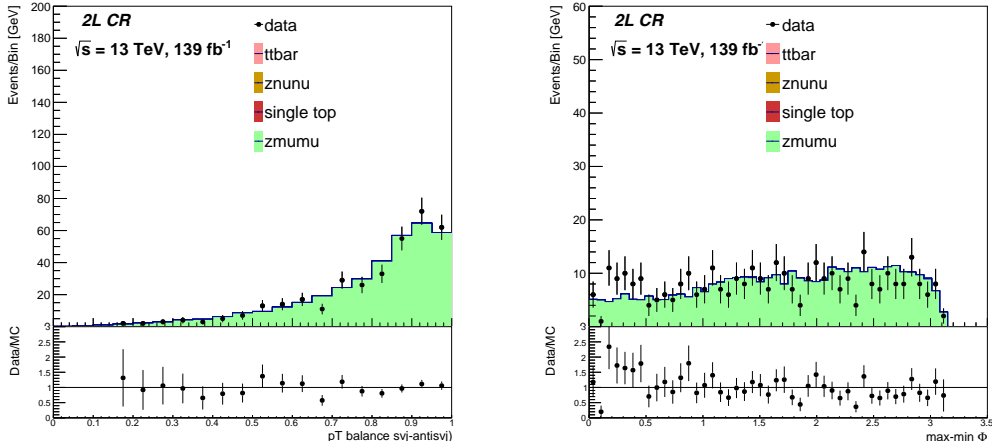 Events/Bin [GeV]
200
180
160
140
120
100
80
60
40
20
2L CR
√s = 13 TeV, 139 fb-1
data
ttbar
znunu
single top
zmumu
Data/MC
3
2.5
2
1.5
1
0.5
0
0 0.1 0.2 0.3 0.4 0.5 0.6 0.7 0.8 0.9 1
pT balance svj-antisvj)
Events/Bin [GeV]
60
50
40
30
20
10
2L CR
√s = 13 TeV, 139 fb-
data
ttbar
znunu
single top
zmumu
Data/MC
3
2.5
2
1.5
1
0.5
0
0 0.5 1 1.5 2 2.5 3 3.5
max-min Φ